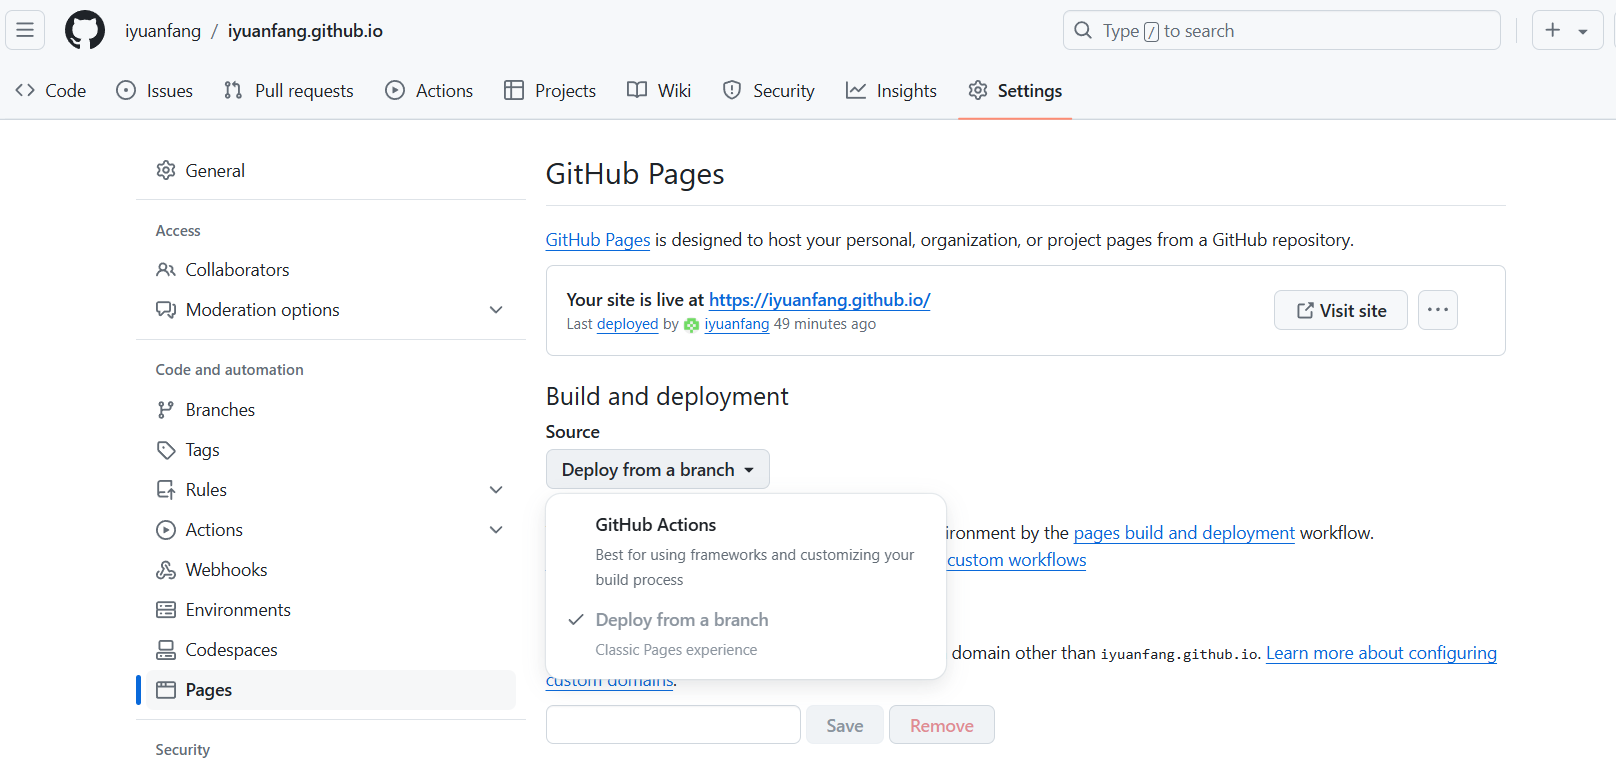 iyuanfang / iyuanfang.github.io
Type / to search
Code
Issues
Pull requests
Actions
Projects
Wiki
Security
Insights
Settings
General
Access
Collaborators
Moderation options
Code and automation
Branches
Tags
Rules
Actions
Webhooks
Environments
Codespaces
Pages
Security
GitHub Pages
GitHub Pages is designed to host your personal, organization, or project pages from a GitHub repository.
Your site is live at https://iyuanfang.github.io/
Last deployed by iyuanfang 49 minutes ago
Visit site
Build and deployment
Source
Deploy from a branch
GitHub Actions
Best for using frameworks and customizing your
build process
Deploy from a branch
Classic Pages experience
ironment by the pages build and deployment workflow.
custom workflows
domain other than iyuanfang.github.io. Learn more about configuring
custom domains.
Save
Remove